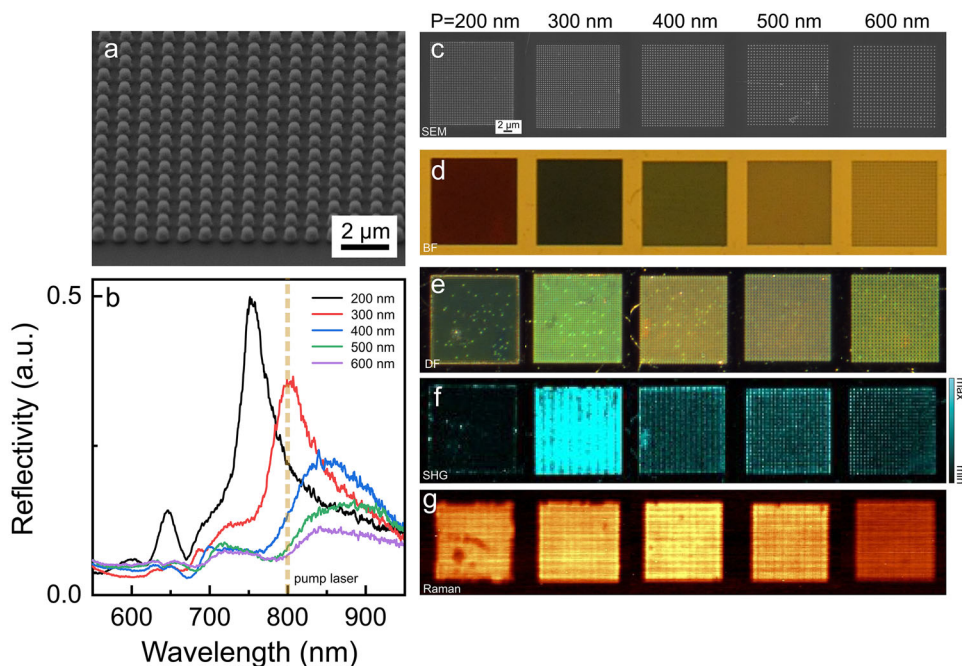 P=200 nm 300 nm 400 nm 500 nm 600 nm
a
2 µm
b
0.5
0.0
Reflectivity (a.u.)
200 nm
300 nm
400 nm
500 nm
600 nm
pump laser
600 700 800 900
Wavelength (nm)
c
2 µm
SEM
d
BF
e
DF
f
SHG
max
min
g
Raman